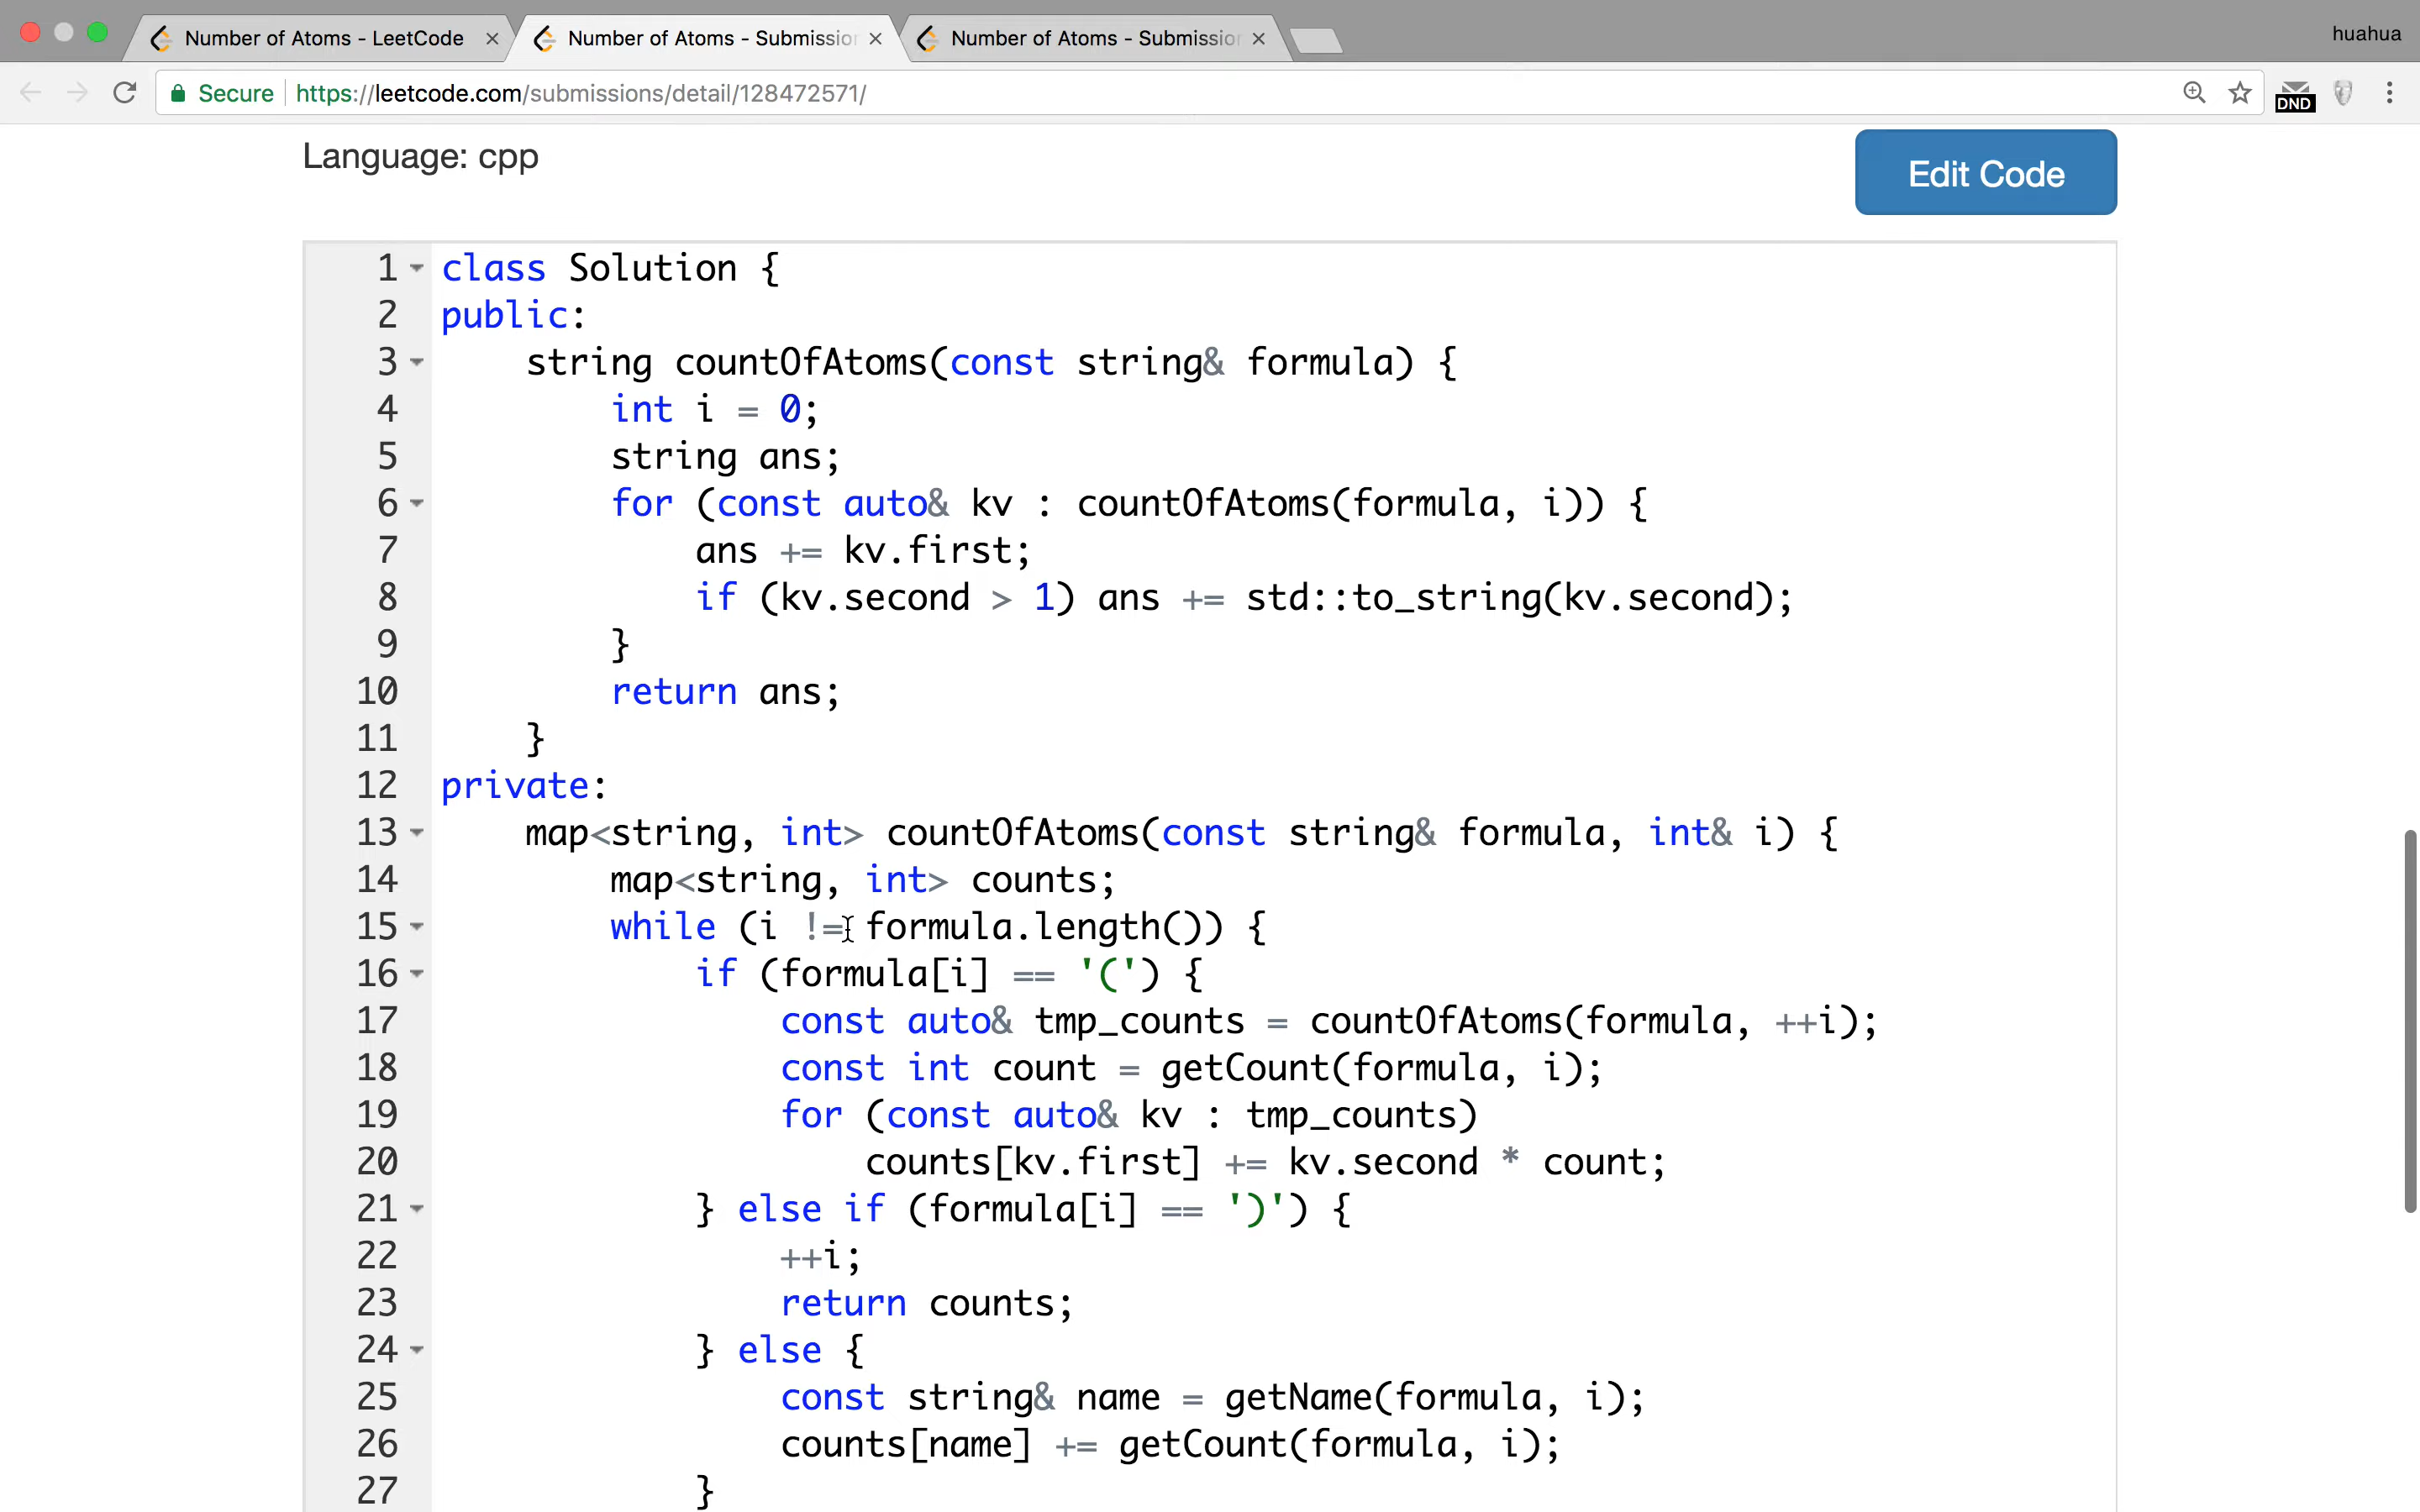 Number of Atoms - LeetCode
Number of Atoms - Submission
Number of Atoms - Submission
huahua
Secure
https://leetcode.com/submissions/detail/128472571/
DND
Language: cpp
Edit Code
1 class Solution {
2 public:
3 string countOfAtoms(const string& formula) {
4 int i = 0;
5 string ans;
6 for (const auto& kv : countOfAtoms(formula, i)) {
7 ans += kv.first;
8 if (kv.second > 1) ans += std::to_string(kv.second);
9 }
10 return ans;
11 }
12 private:
13 map<string, int> countOfAtoms(const string& formula, int& i) {
14 map<string, int> counts;
15 while (i != formula.length()) {
16 if (formula[i] == '(') {
17 const auto& tmp_counts = countOfAtoms(formula, ++i);
18 const int count = getCount(formula, i);
19 for (const auto& kv : tmp_counts)
20 counts[kv.first] += kv.second * count;
21 } else if (formula[i] == ')') {
22 ++i;
23 return counts;
24 } else {
25 const string& name = getName(formula, i);
26 counts[name] += getCount(formula, i);
27 }